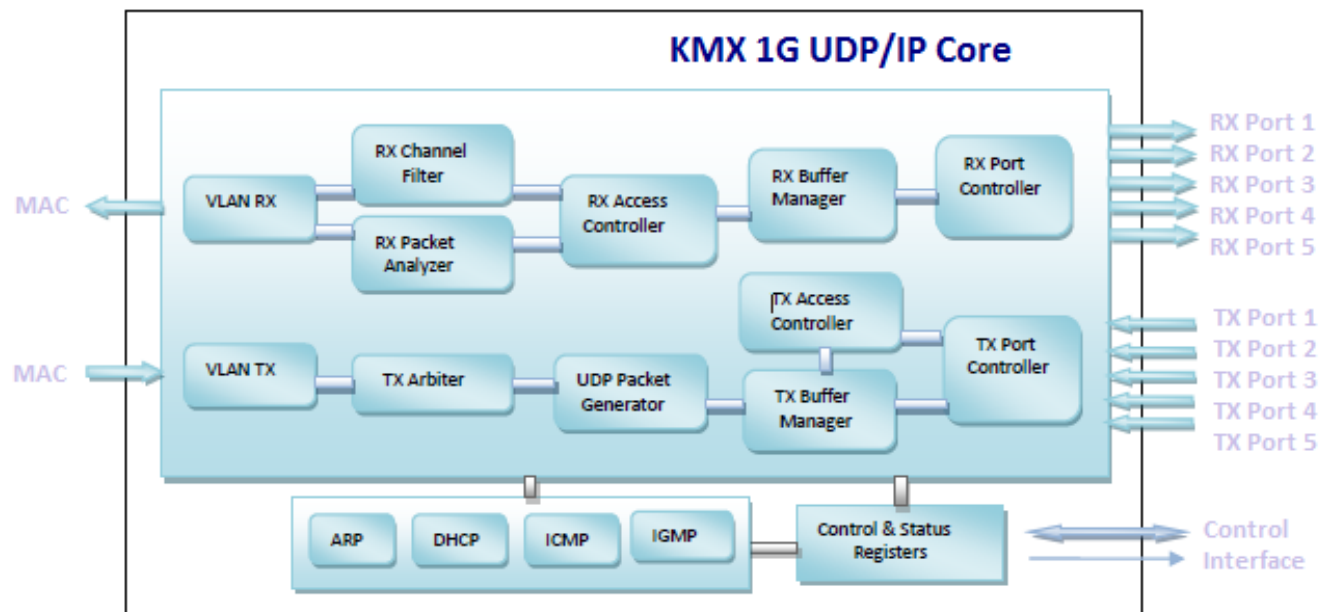 KMX 1G UDP/IP Core
RX Channel
Filter
VLAN RX
RX Packet
Analyzer
RX Access
Controller
RX Buffer
Manager
RX Port
Controller
MAC
RX Port 1
RX Port 2
RX Port 3
RX Port 4
RX Port 5
TX Access
Controller
VLAN TX
TX Arbiter
UDP Packet
Generator
TX Buffer
Manager
TX Port
Controller
MAC
TX Port 1
TX Port 2
TX Port 3
TX Port 4
TX Port 5
ARP
DHCP
ICMP
IGMP
Control & Status
Registers
Control
Interface